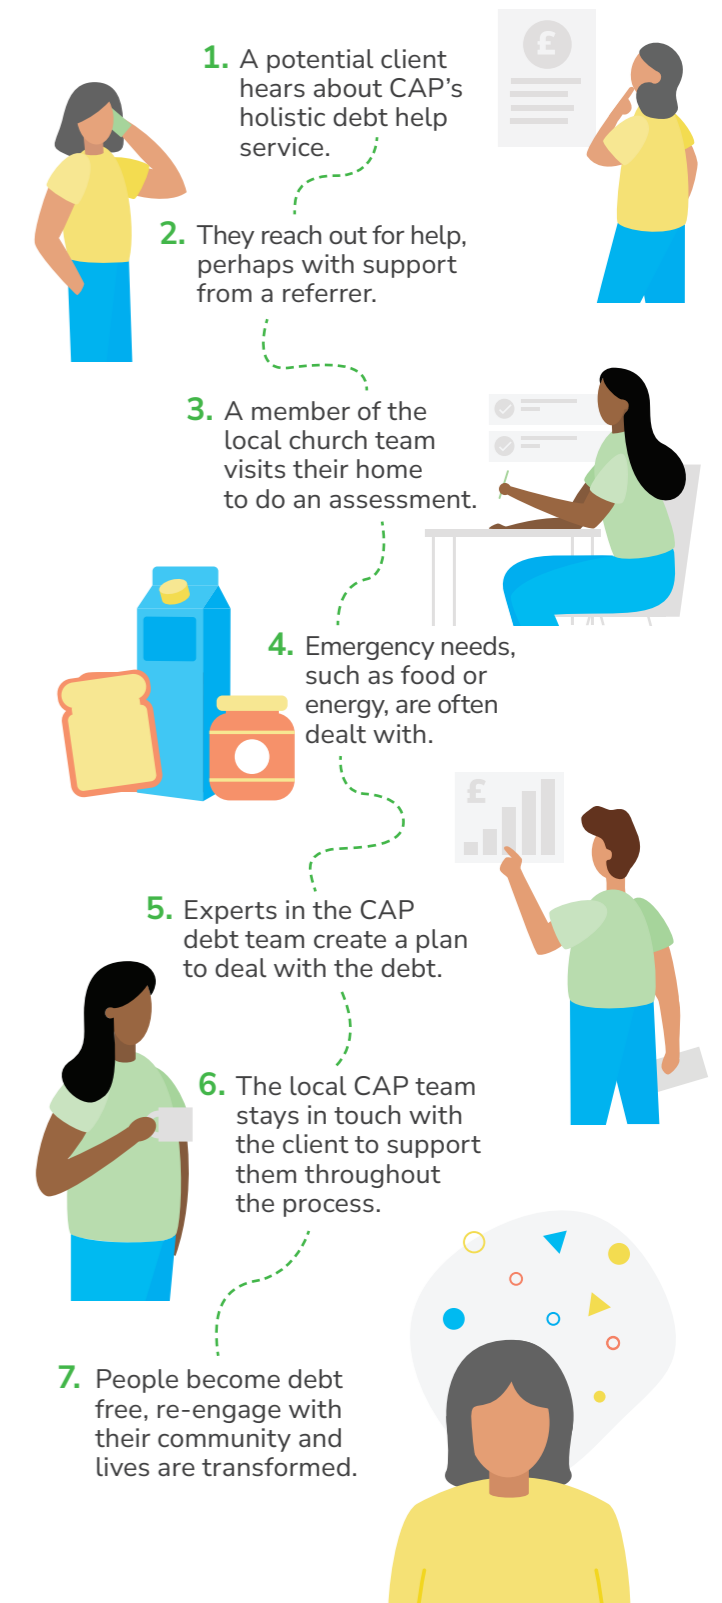 1. A potential client
hears about CAP’s
holistic debt help
service.
£
2. They reach out for help,
perhaps with support
from a referrer.
3. A member of the
local church team
visits their home
to do an assessment.
4. Emergency needs,
such as food or
energy, are often
dealt with.
£
5. Experts in the CAP
debt team create a plan
to deal with the debt.
6. The local CAP team
stays in touch with
the client to support
them throughout
the process.
7. People become debt
free, re-engage with
their community and
lives are transformed.